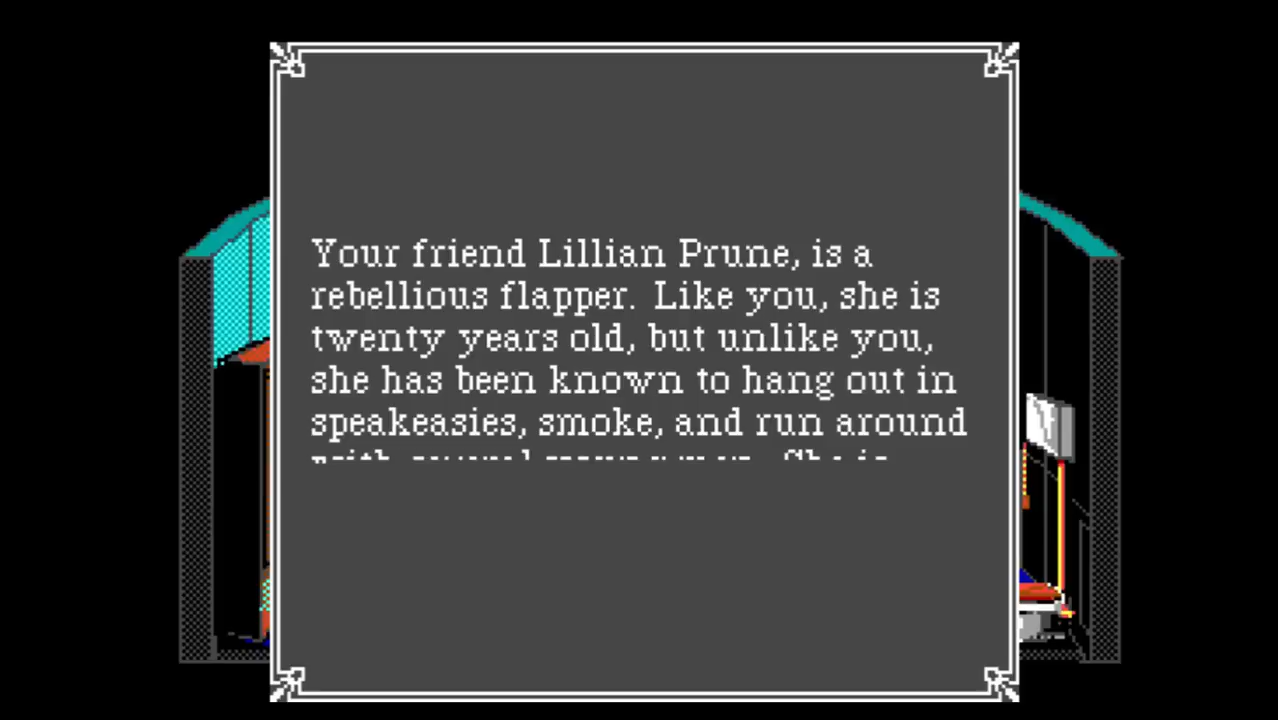 Your friend Lillian Prune, is a
rebellious flapper.  Like you, she is
twenty years old, but unlike you,
she has been known to hang out in
speakeasies, smoke, and run around